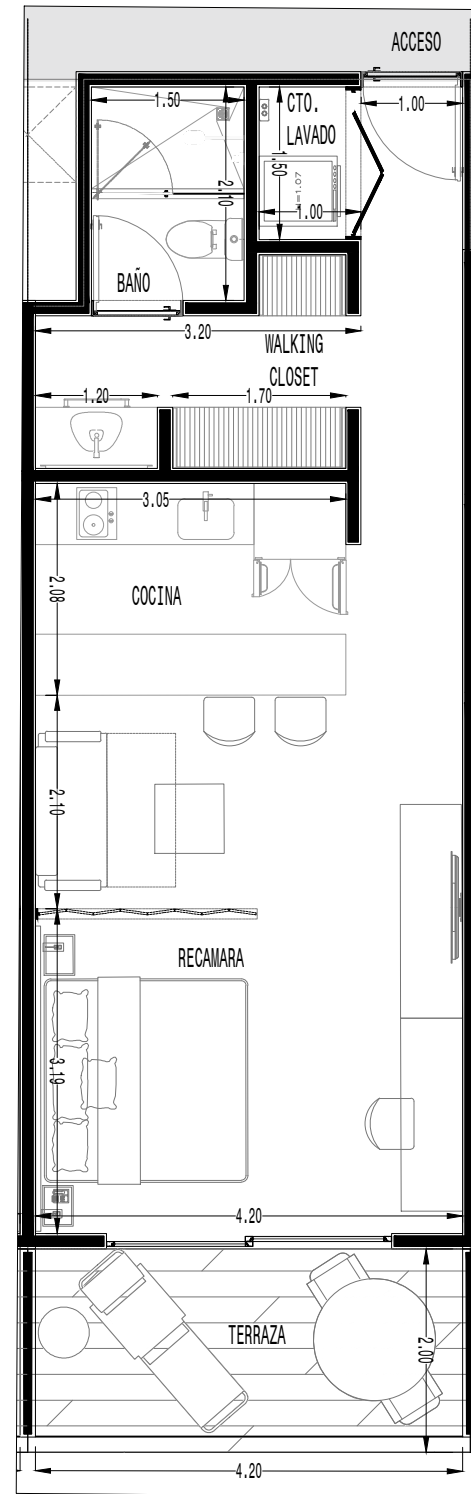 ACCESO
1.50
CTO.
LAVADO
1.00
1.50
2.10
H=1.07
1.00
BAÑO
3.20
WALKING
CLOSET
1.20
1.70
3.05
2.08
COCINA
2.10
RECAMARA
3.19
4.20
TERRAZA
2.00
4.20